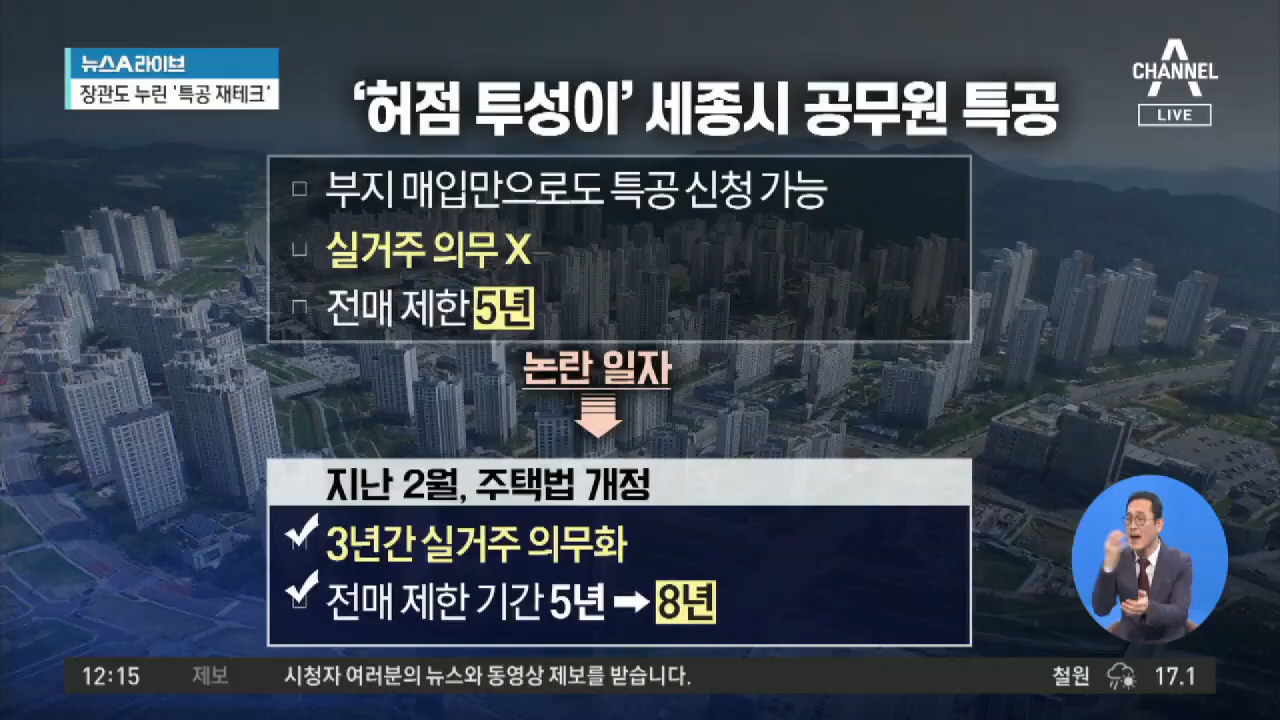 뉴스A 라이브
장관도 누린 '특공 재테크'
CHANNEL A
LIVE
'허점 투성이' 세종시 공무원 특공
□ 부지 매입만으로도 특공 신청 가능
□ 실거주 의무 X
□ 전매 제한 5년
논란 일자
지난 2월, 주택법 개정
3년간 실거주 의무화
전매 제한 기간 5년 ➡ 8년
12:15 제보 시청자 여러분의 뉴스와 동영상 제보를 받습니다. 철원 17.1